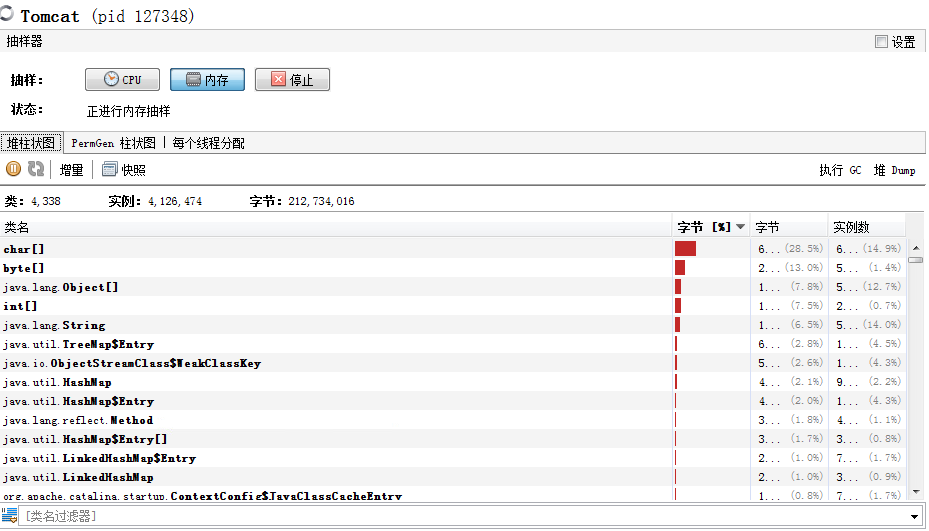 Tomcat (pid 127348)
抽样器 设置
抽样： CPU 内存 停止
状态： 正进行内存抽样
堆柱状图 PermGen 柱状图 每个线程分配
增量 快照 执行 GC 堆 Dump
类：4,338 实例：4,126,474 字节：212,734,016
类名 字节 [%] 字节 实例数
char[] 6... (28.5%) 6... (14.9%)
byte[] 2... (13.0%) 5... (1.4%)
java.lang.Object[] 1... (7.8%) 5... (12.7%)
int[] 1... (7.5%) 2... (0.7%)
java.lang.String 1... (6.5%) 5... (14.0%)
java.util.TreeMap$Entry 6... (2.8%) 1... (4.5%)
java.io.ObjectStreamClass$WeakClassKey 5... (2.6%) 1... (4.3%)
java.util.HashMap 4... (2.1%) 9... (2.2%)
java.util.HashMap$Entry 4... (2.0%) 1... (4.3%)
java.lang.reflect.Method 3... (1.8%) 4... (1.1%)
java.util.HashMap$Entry[] 3... (1.7%) 3... (0.8%)
java.util.LinkedHashMap$Entry 2... (1.0%) 7... (1.7%)
java.util.LinkedHashMap 2... (1.0%) 3... (0.9%)
org.apache.catalina.startup.ContextConfig$JavaClassCacheEntry 1... (0.8%) 7... (1.7%)
[类名过滤器]